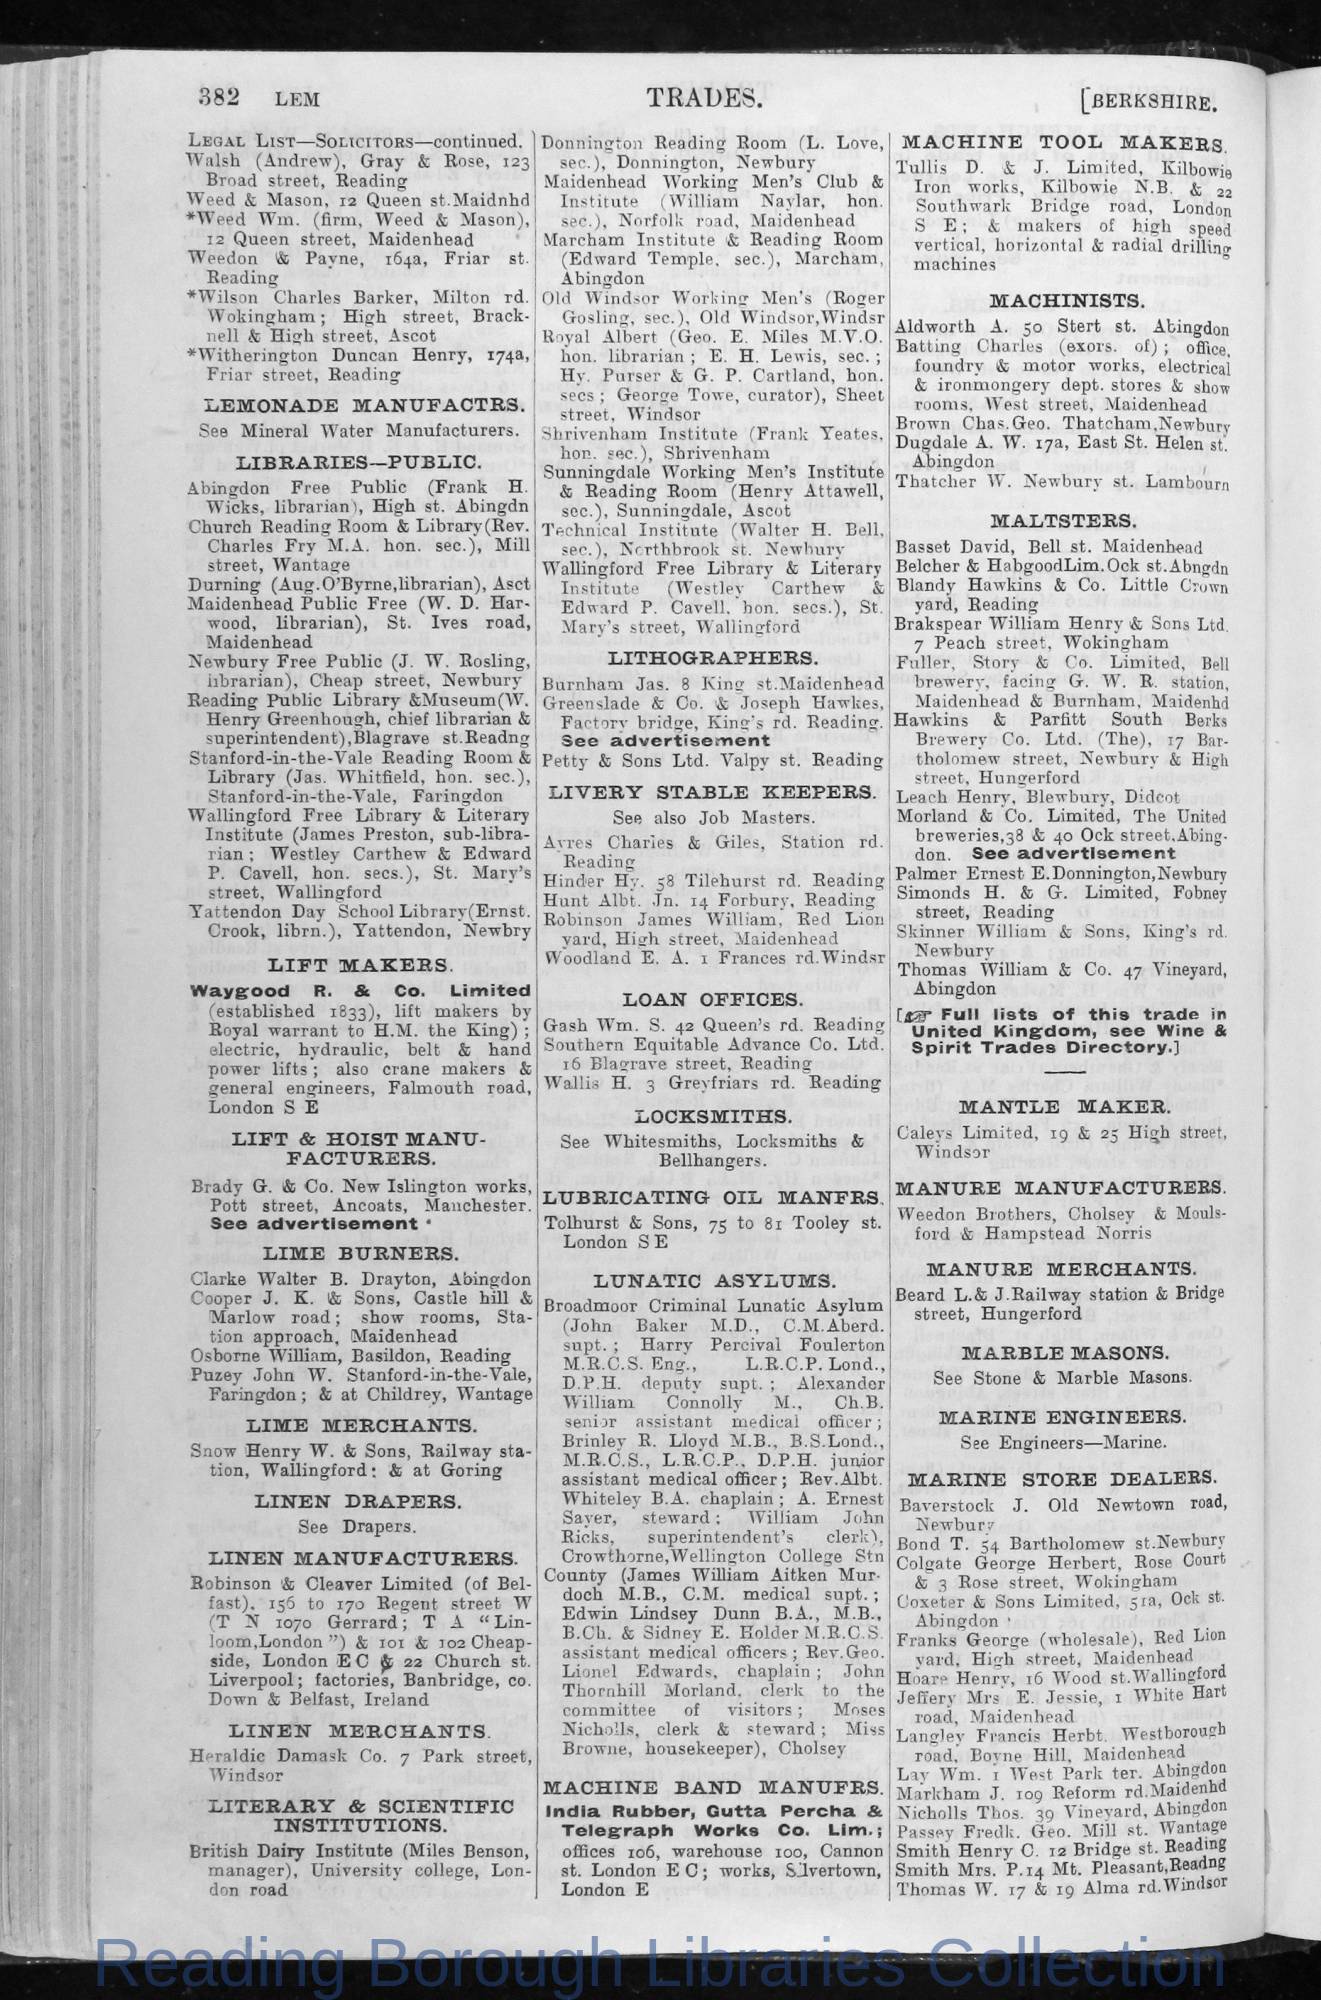 382 LEM
TRADES.
[BERKSHIRE.
LEGAL LIST—SOLICITORS—continued.
Walsh (Andrew), Gray & Rose, 123
Broad street, Reading
Weed & Mason, 12 Queen st.Maidnhd
*Weed Wm. (firm, Weed & Mason),
12 Queen street, Maidenhead
Weedon & Payne, 164a, Friar st.
Reading
*Wilson Charles Barker, Milton rd.
Wokingham; High street, Brack-
nell & High street, Ascot
*Witherington Duncan Henry, 174a,
Friar street, Reading
LEMONADE MANUFACTRS.
See Mineral Water Manufacturers.
LIBRARIES—PUBLIC.
Abingdon Free Public (Frank H.
Wicks, librarian), High st. Abingdn
Church Reading Room & Library(Rev.
Charles Fry M.A. hon. sec.), Mill
street, Wantage
Durning (Aug.O'Byrne,librarian), Asct
Maidenhead Public Free (W. D. Har-
wood, librarian), St. Ives road,
Maidenhead
Newbury Free Public (J. W. Rosling,
librarian), Cheap street, Newbury
Reading Public Library &Museum(W.
Henry Greenhough, chief librarian &
superintendent),Blagrave st.Readng
Stanford-in-the-Vale Reading Room &
Library (Jas. Whitfield, hon. sec.),
Stanford-in-the-Vale, Faringdon
Wallingford Free Library & Literary
Institute (James Preston, sub-libra-
rian; Westley Carthew & Edward
P. Cavell, hon. secs.), St. Mary's
street, Wallingford
Yattendon Day School Library(Ernst.
Crook, librn.), Yattendon, Newbry
LIFT MAKERS.
Waygood R. & Co. Limited
(established 1833), lift makers by
Royal warrant to H.M. the King);
electric, hydraulic, belt & hand
power lifts; also crane makers &
general engineers, Falmouth road,
London S E
LIFT & HOIST MANU-
FACTURERS.
Brady G. & Co. New Islington works,
Pott street, Ancoats, Manchester.
See advertisement
LIME BURNERS.
Clarke Walter B. Drayton, Abingdon
Cooper J. K. & Sons, Castle hill &
Marlow road; show rooms, Sta-
tion approach, Maidenhead
Osborne William, Basildon, Reading
Puzey John W. Stanford-in-the-Vale,
Faringdon; & at Childrey, Wantage
LIME MERCHANTS.
Snow Henry W. & Sons, Railway sta-
tion, Wallingford: & at Goring
LINEN DRAPERS.
See Drapers.
LINEN MANUFACTURERS.
Robinson & Cleaver Limited (of Bel-
fast), 156 to 170 Regent street W
(T N 1070 Gerrard; T A "Lin-
loom,London") & 101 & 102 Cheap-
side, London E C & 22 Church st.
Liverpool; factories, Banbridge, co.
Down & Belfast, Ireland
LINEN MERCHANTS.
Heraldic Damask Co. 7 Park street,
Windsor
LITERARY & SCIENTIFIC
INSTITUTIONS.
British Dairy Institute (Miles Benson,
manager), University college, Lon-
don road
Donnington Reading Room (L. Love,
sec.), Donnington, Newbury
Maidenhead Working Men's Club &
Institute (William Naylar, hon.
sec.), Norfolk road, Maidenhead
Marcham Institute & Reading Room
(Edward Temple, sec.), Marcham,
Abingdon
Old Windsor Working Men's (Roger
Gosling, sec.), Old Windsor,Windsr
Royal Albert (Geo. E. Miles M.V.O.
hon. librarian; E. H. Lewis, sec.;
Hy. Purser & G. P. Cartland, hon.
secs; George Towe, curator), Sheet
street, Windsor
Shrivenham Institute (Frank Yeates,
hon. sec.), Shrivenham
Sunningdale Working Men's Institute
& Reading Room (Henry Attawell,
sec.), Sunningdale, Ascot
Technical Institute (Walter H. Bell,
sec.), Northbrook st. Newbury
Wallingford Free Library & Literary
Institute (Westley Carthew &
Edward P. Cavell, hon. secs.), St.
Mary's street, Wallingford
LITHOGRAPHERS.
Burnham Jas. 8 King st.Maidenhead
Greenslade & Co. & Joseph Hawkes,
Factory bridge, King's rd. Reading.
See advertisement
Petty & Sons Ltd. Valpy st. Reading
LIVERY STABLE KEEPERS.
See also Job Masters.
Ayres Charles & Giles, Station rd.
Reading
Hinder Hy. 58 Tilehurst rd. Reading
Hunt Albt. Jn. 14 Forbury, Reading
Robinson James William, Red Lion
yard, High street, Maidenhead
Woodland E. A. 1 Frances rd.Windsr
LOAN OFFICES.
Gash Wm. S. 42 Queen's rd. Reading
Southern Equitable Advance Co. Ltd.
16 Blagrave street, Reading
Wallis H. 3 Greyfriars rd. Reading
LOCKSMITHS.
See Whitesmiths, Locksmiths &
Bellhangers.
LUBRICATING OIL MANFRS.
Tolhurst & Sons, 75 to 81 Tooley st.
London S E
LUNATIC ASYLUMS.
Broadmoor Criminal Lunatic Asylum
(John Baker M.D., C.M.Aberd.
supt.; Harry Percival Foulerton
M.R.C.S. Eng., L.R.C.P. Lond.,
D.P.H. deputy supt.; Alexander
William Connolly M., Ch.B.
senior assistant medical officer;
Brinley R. Lloyd M.B., B.S.Lond.,
M.R.C.S., L.R.C.P., D.P.H. junior
assistant medical officer; Rev.Albt.
Whiteley B.A. chaplain; A. Ernest
Sayer, steward; William John
Ricks, superintendent's clerk),
Crowthorne,Wellington College Stn
County (James William Aitken Mur-
doch M.B., C.M. medical supt.;
Edwin Lindsey Dunn B.A., M.B.,
B.Ch. & Sidney E. Holder M.R.C.S.
assistant medical officers; Rev.Geo.
Lionel Edwards, chaplain; John
Thornhill Morland, clerk to the
committee of visitors; Moses
Nicholls, clerk & steward; Miss
Browne, housekeeper), Cholsey
MACHINE BAND MANUFRS.
India Rubber, Gutta Percha &
Telegraph Works Co. Lim.;
offices 106, warehouse 100, Cannon
st. London E C; works, Silvertown,
London E
MACHINE TOOL MAKERS.
Tullis D. & J. Limited, Kilbowie
Iron works, Kilbowie N.B. & 22
Southwark Bridge road, London
S E; & makers of high speed
vertical, horizontal & radial drilling
machines
MACHINISTS.
Aldworth A. 50 Stert st. Abingdon
Batting Charles (exors. of); office,
foundry & motor works, electrical
& ironmongery dept. stores & show
rooms, West street, Maidenhead
Brown Chas.Geo. Thatcham,Newbury
Dugdale A. W. 17a, East St. Helen st.
Abingdon
Thatcher W. Newbury st. Lambourn
MALTSTERS.
Basset David, Bell st. Maidenhead
Belcher & HabgoodLim.Ock st.Abngdn
Blandy Hawkins & Co. Little Crown
yard, Reading
Brakspear William Henry & Sons Ltd.
7 Peach street, Wokingham
Fuller, Story & Co. Limited, Bell
brewery, facing G. W. R. station,
Maidenhead & Burnham, Maidenhd
Hawkins & Parfitt South Berks
Brewery Co. Ltd. (The), 17 Bar-
tholomew street, Newbury & High
street, Hungerford
Leach Henry, Blewbury, Didcot
Morland & Co. Limited, The United
breweries,38 & 40 Ock street,Abing-
don. See advertisement
Palmer Ernest E.Donnington,Newbury
Simonds H. & G. Limited, Fobney
street, Reading
Skinner William & Sons, King's rd.
Newbury
Thomas William & Co. 47 Vineyard,
Abingdon
[☞ Full lists of this trade in
United Kingdom, see Wine &
Spirit Trades Directory.]
MANTLE MAKER.
Caleys Limited, 19 & 25 High street,
Windsor
MANURE MANUFACTURERS.
Weedon Brothers, Cholsey & Mouls-
ford & Hampstead Norris
MANURE MERCHANTS.
Beard L.& J.Railway station & Bridge
street, Hungerford
MARBLE MASONS.
See Stone & Marble Masons.
MARINE ENGINEERS.
See Engineers—Marine.
MARINE STORE DEALERS.
Baverstock J. Old Newtown road,
Newbury
Bond T. 54 Bartholomew st.Newbury
Colgate George Herbert, Rose Court
& 3 Rose street, Wokingham
Coxeter & Sons Limited, 51a, Ock st.
Abingdon
Franks George (wholesale), Red Lion
yard, High street, Maidenhead
Hoare Henry, 16 Wood st.Wallingford
Jeffery Mrs E. Jessie, 1 White Hart
road, Maidenhead
Langley Francis Herbt. Westborough
road, Boyne Hill, Maidenhead
Lay Wm. 1 West Park ter. Abingdon
Markham J. 109 Reform rd.Maidenhd
Nicholls Thos. 39 Vineyard, Abingdon
Passey Fredk. Geo. Mill st. Wantage
Smith Henry C. 12 Bridge st. Reading
Smith Mrs. P.14 Mt. Pleasant,Readng
Thomas W. 17 & 19 Alma rd.Windsor
Reading Borough Libraries Collection